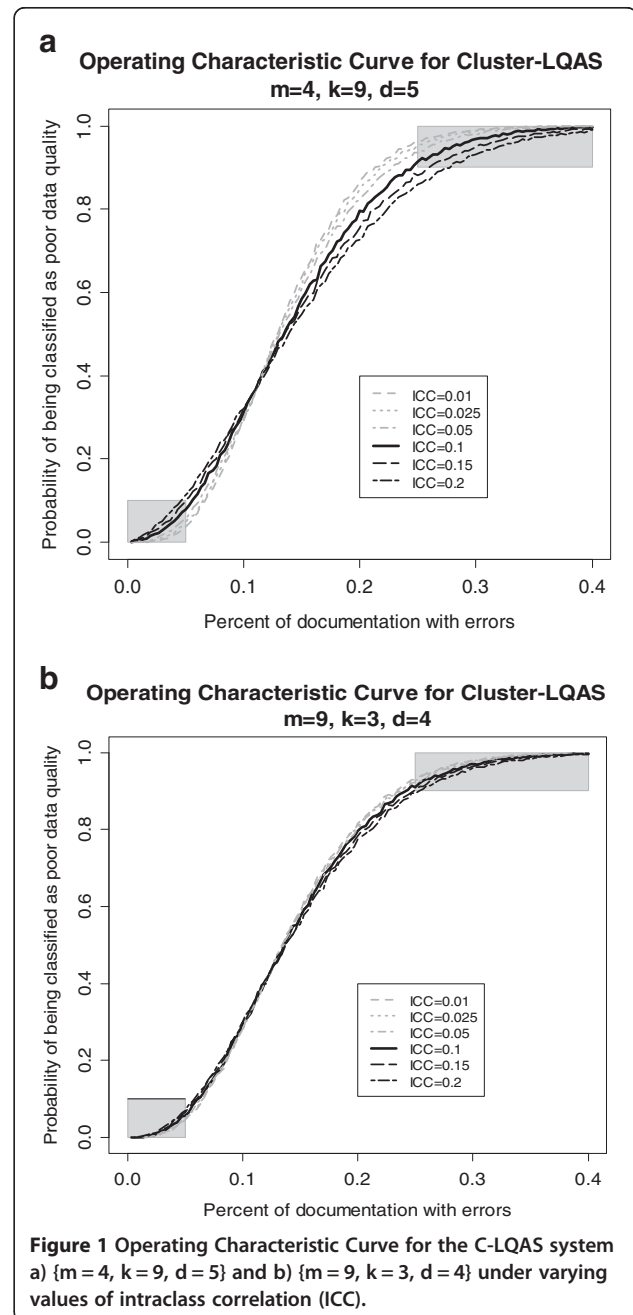 a
Operating Characteristic Curve for Cluster-LQAS
m=4, k=9, d=5
Probability of being classified as poor data quality
1.0
0.8
0.6
0.4
0.2
0.0
ICC=0.01
ICC=0.025
ICC=0.05
ICC=0.1
ICC=0.15
ICC=0.2
0.0 0.1 0.2 0.3 0.4
Percent of documentation with errors
b
Operating Characteristic Curve for Cluster-LQAS
m=9, k=3, d=4
Probability of being classified as poor data quality
1.0
0.8
0.6
0.4
0.2
0.0
ICC=0.01
ICC=0.025
ICC=0.05
ICC=0.1
ICC=0.15
ICC=0.2
0.0 0.1 0.2 0.3 0.4
Percent of documentation with errors
Figure 1 Operating Characteristic Curve for the C-LQAS system
a) {m = 4, k = 9, d = 5} and b) {m = 9, k = 3, d = 4} under varying
values of intraclass correlation (ICC).